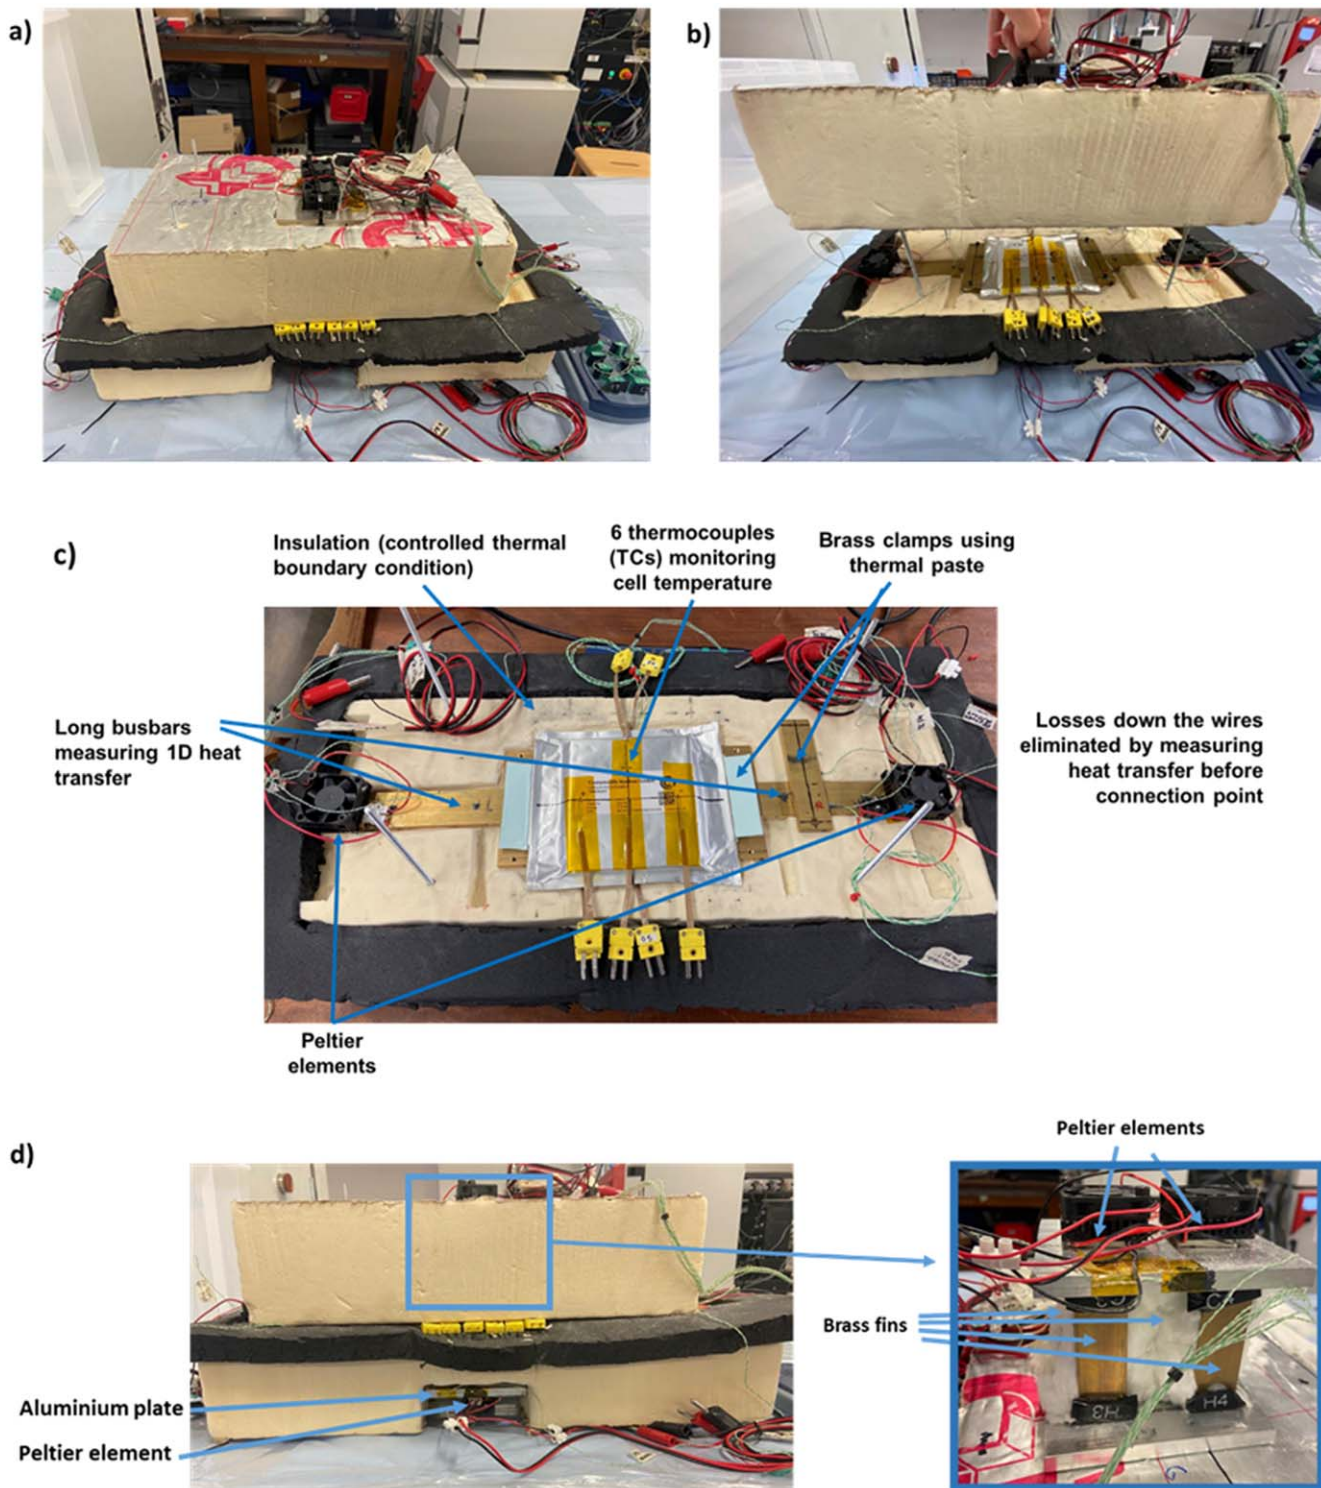 a)
b)
c)
Insulation (controlled thermal
boundary condition)
6 thermocouples
(TCs) monitoring
cell temperature
Brass clamps using
thermal paste
Long busbars
measuring 1D heat
transfer
Losses down the wires
eliminated by measuring
heat transfer before
connection point
Peltier
elements
d)
Peltier elements
Brass fins
Aluminium plate
Peltier element
H4